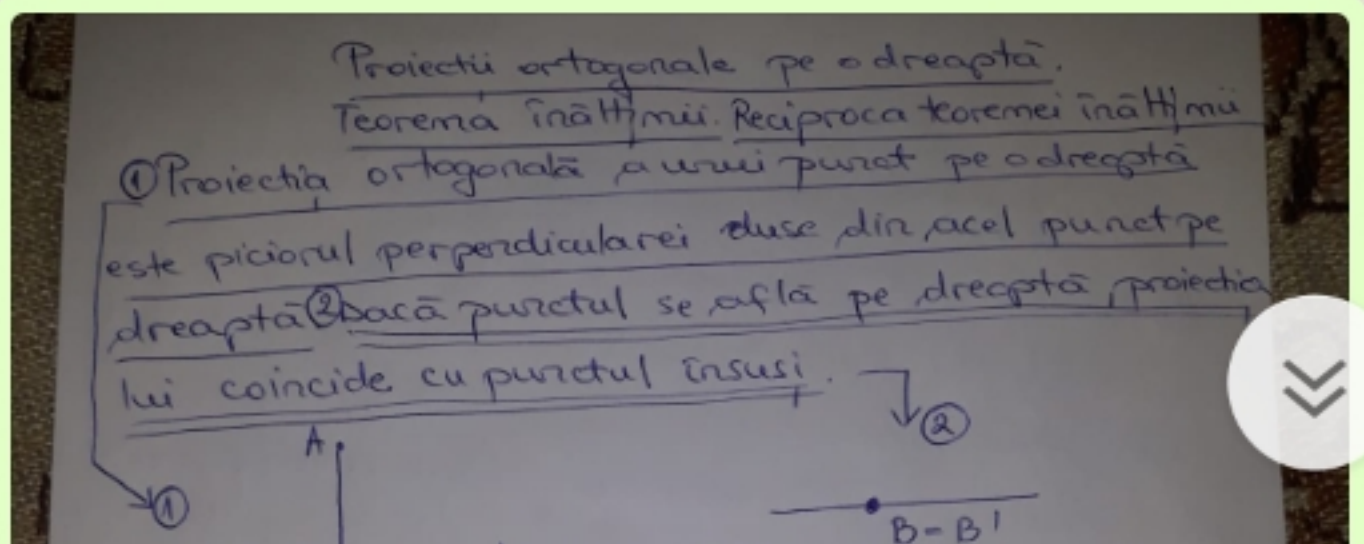 Proiecții ortogonale pe o dreaptă.
Teorema înălțimii. Reciproca teoremei înălțimii
① Proiecția ortogonală a unui punct pe o dreaptă
este piciorul perpendicularei duse din acel punct pe
dreaptă ② Dacă punctul se află pe dreaptă, proiecția
lui coincide cu punctul însuși.
②
A
①
B = B'